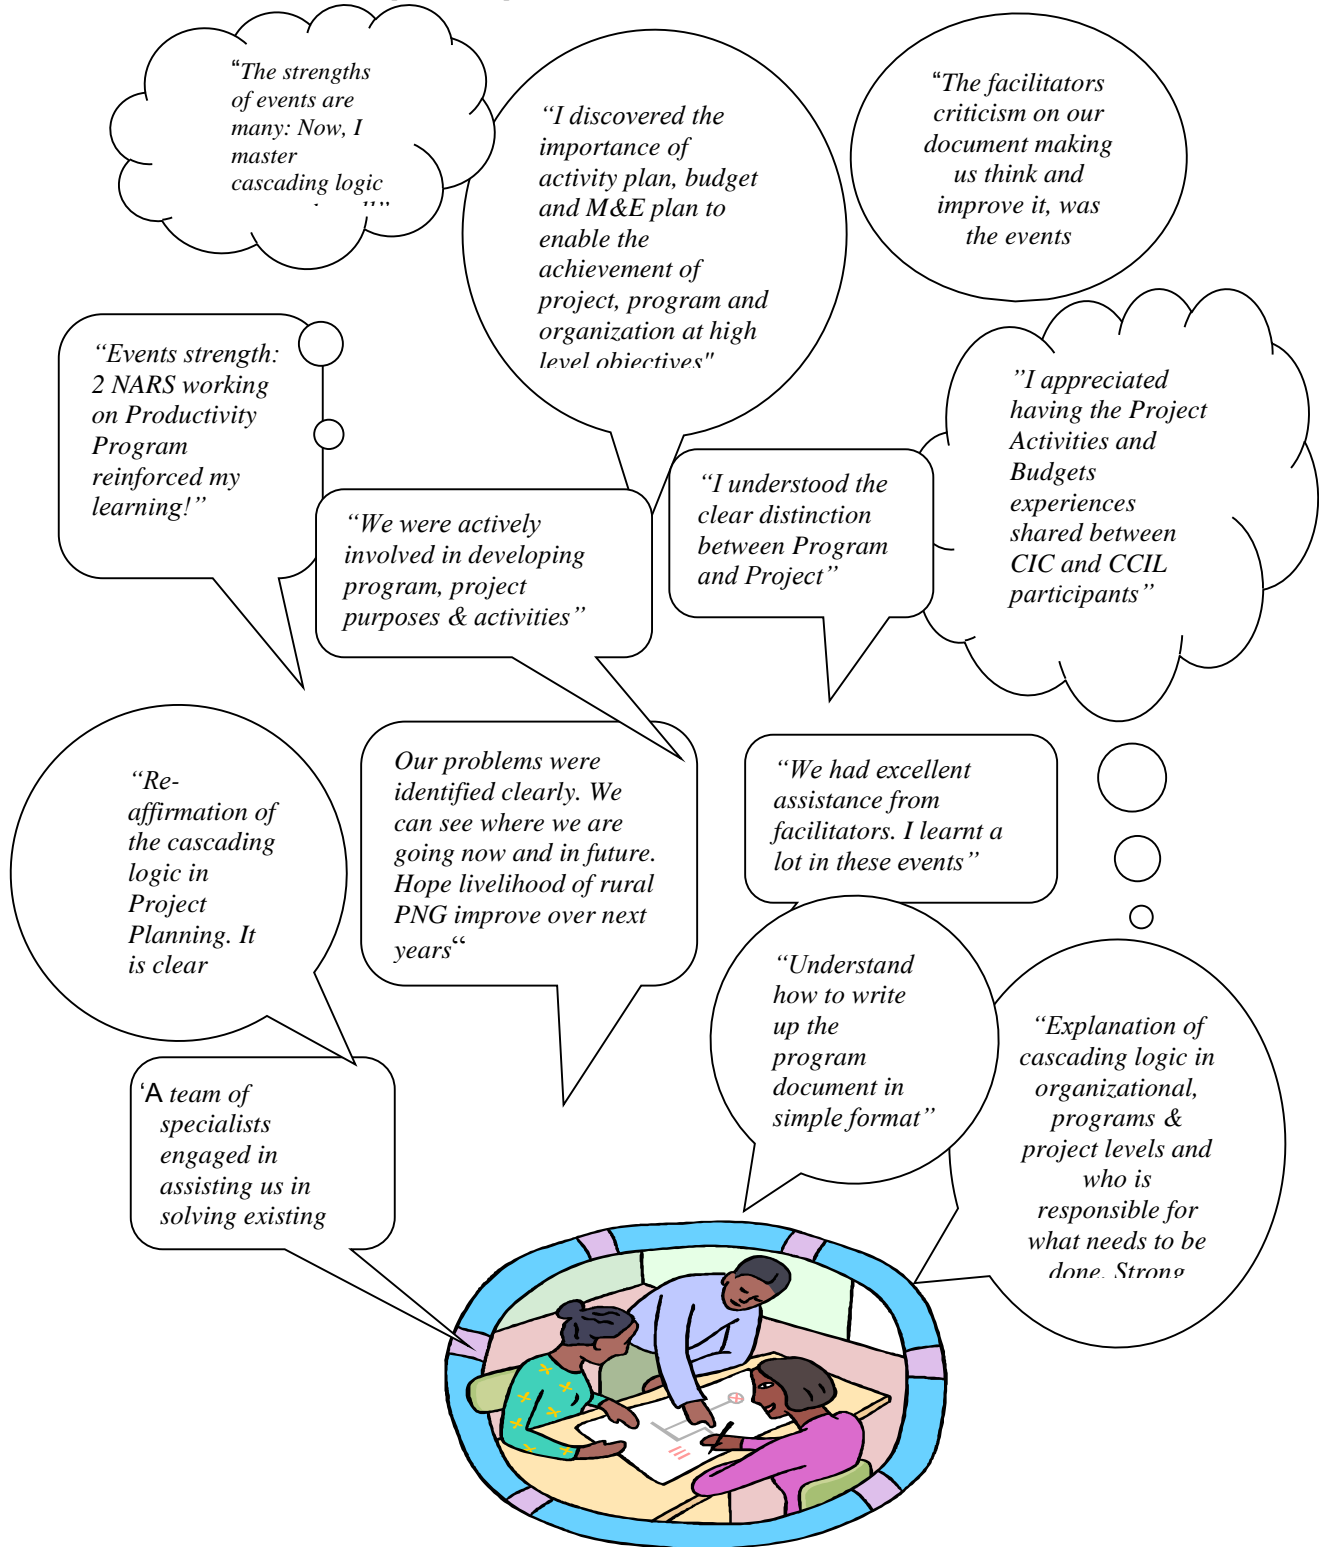 “The strengths
of events are
many: Now, I
master
cascading logic
“I discovered the
importance of
activity plan, budget
and M&E plan to
enable the
achievement of
project, program and
organization at high
level objectives"
“The facilitators
criticism on our
document making
us think and
improve it, was
the events
“Events strength:
2 NARS working
on Productivity
Program
reinforced my
learning!”
“We were actively
involved in developing
program, project
purposes & activities”
“I understood the
clear distinction
between Program
and Project”
”I appreciated
having the Project
Activities and
Budgets
experiences
shared between
CIC and CCIL
participants”
“Re-
affirmation of
the cascading
logic in
Project
Planning. It
is clear
Our problems were
identified clearly. We
can see where we are
going now and in future.
Hope livelihood of rural
PNG improve over next
years“
“We had excellent
assistance from
facilitators. I learnt a
lot in these events”
“Understand
how to write
up the
program
document in
simple format”
“Explanation of
cascading logic in
organizational,
programs &
project levels and
who is
responsible for
what needs to be
done. Strong
‘A team of
specialists
engaged in
assisting us in
solving existing